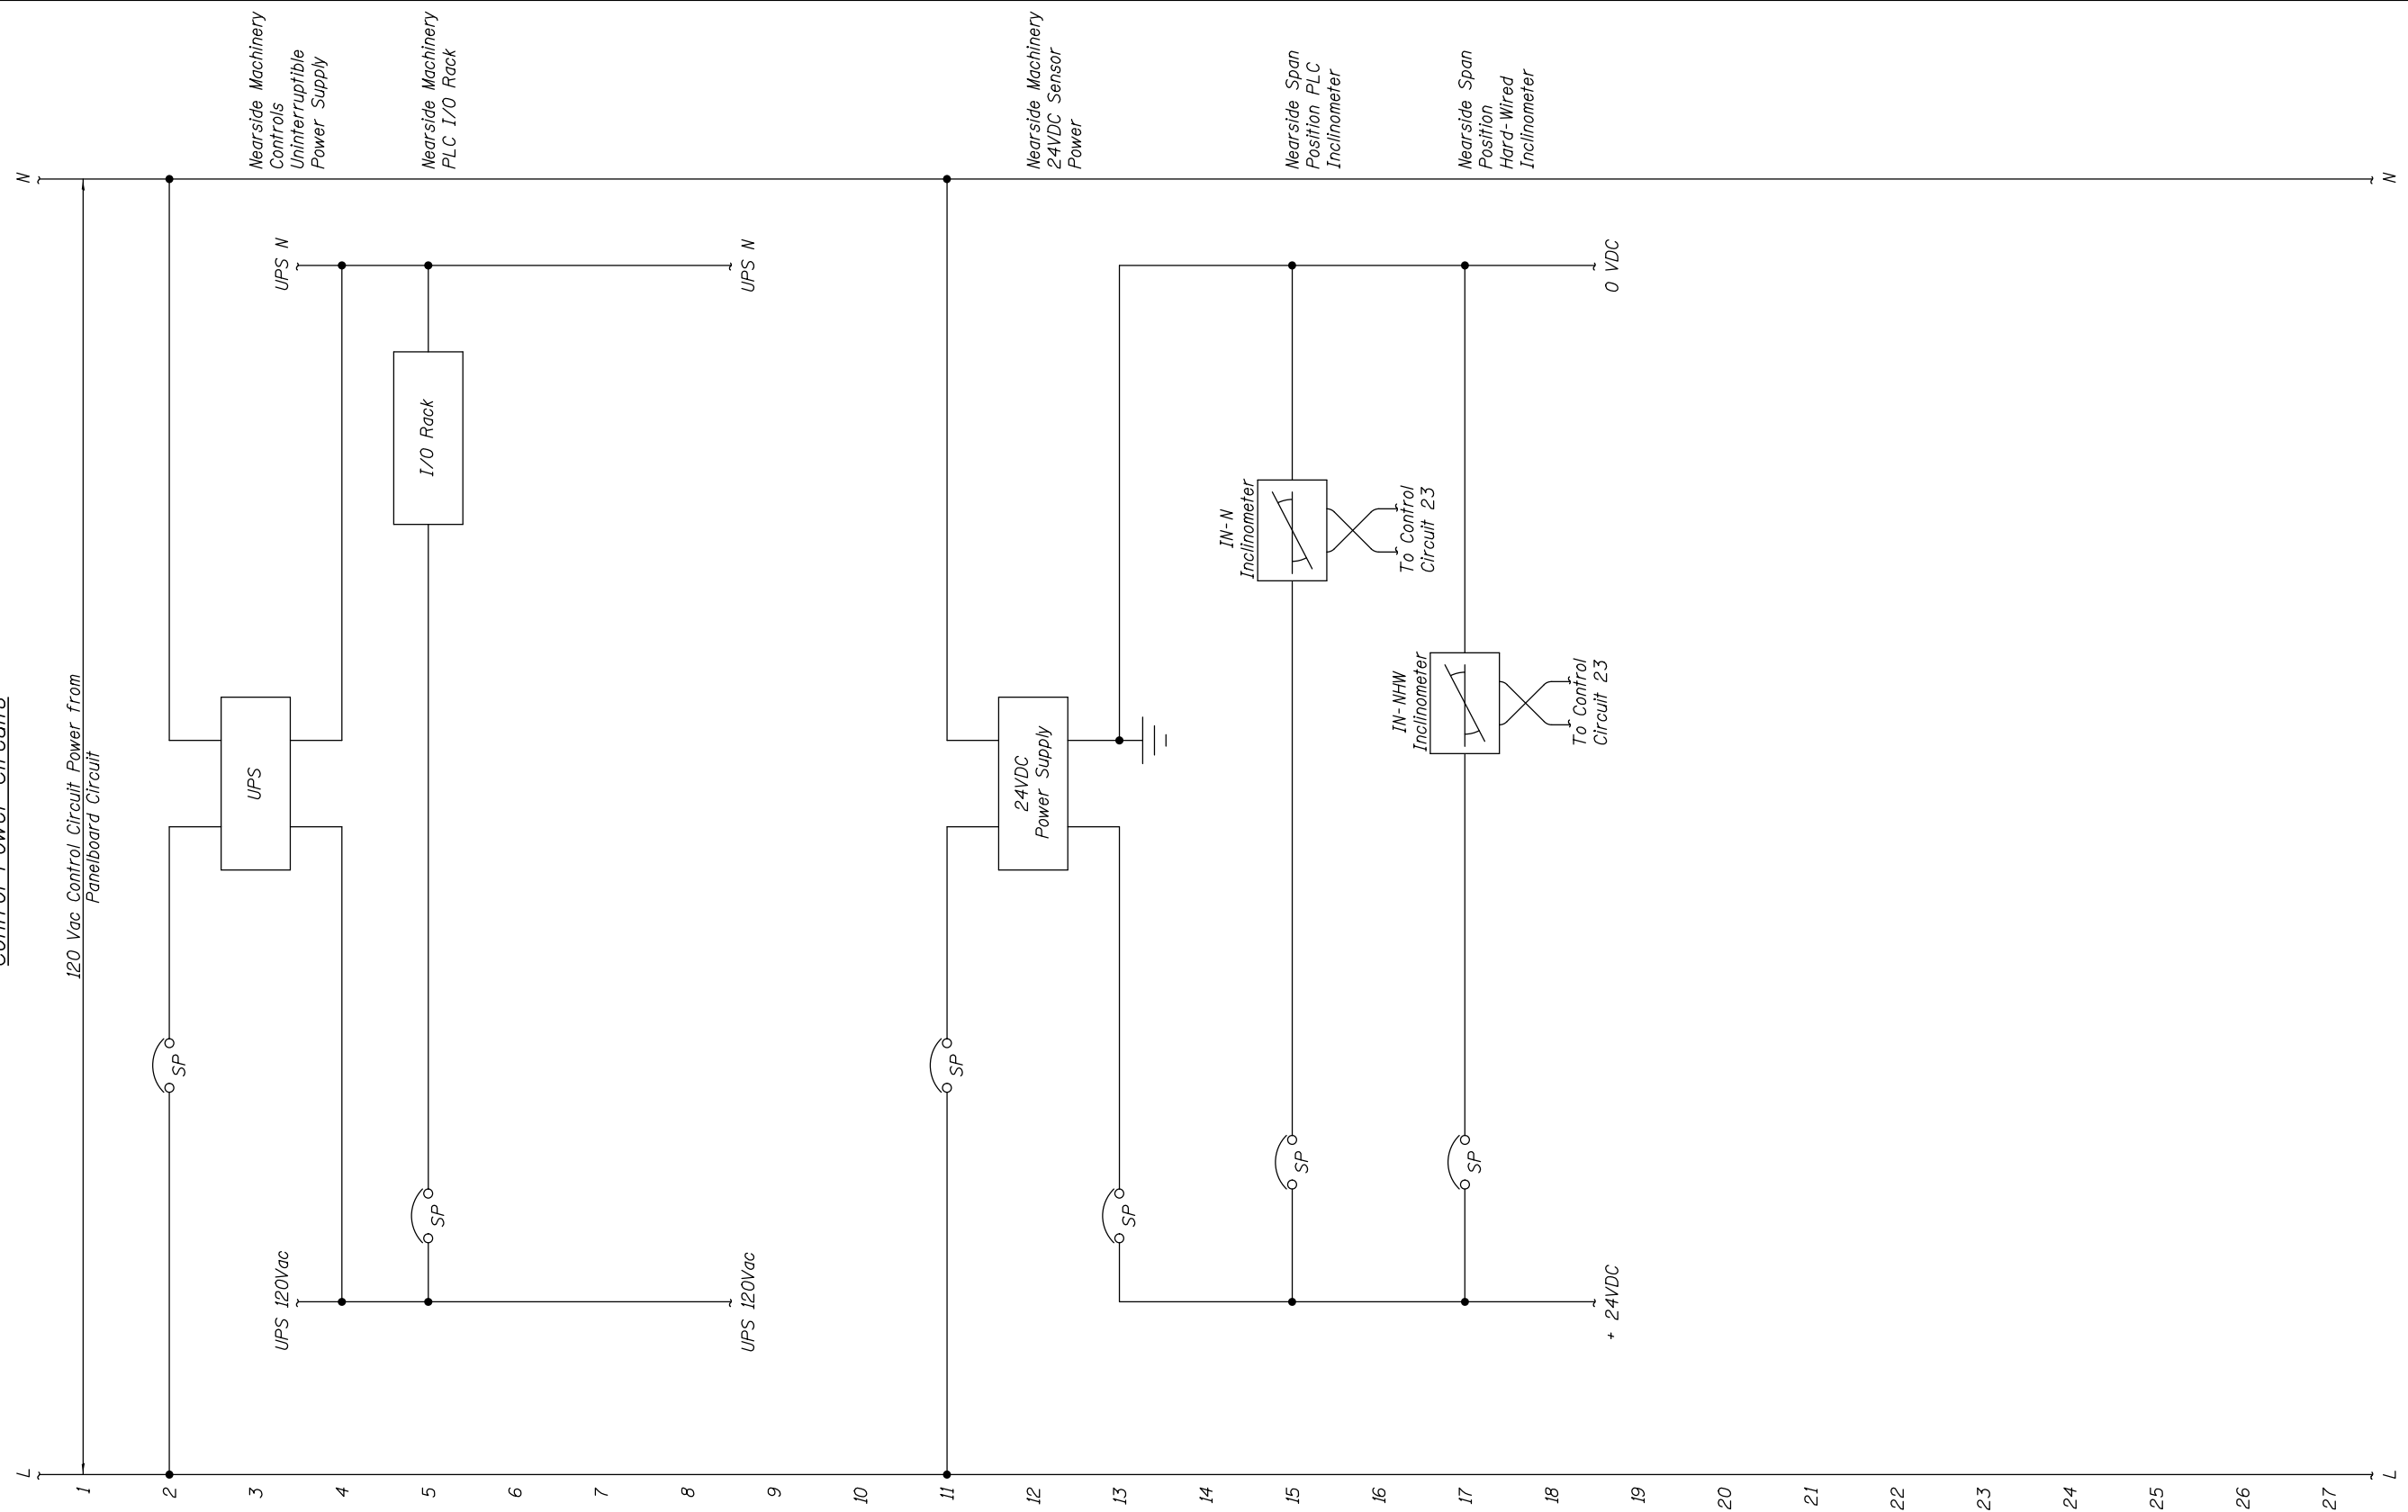 L
N
1
120 Vac Control Circuit Power from
Panelboard Circuit
2
SP
3
UPS
Nearside Machinery
Controls
Uninterruptible
Power Supply
UPS 120Vac
UPS N
4
5
SP
I/O Rack
Nearside Machinery
PLC I/O Rack
6
7
8
UPS 120Vac
UPS N
9
10
11
SP
12
24VDC
Power Supply
Nearside Machinery
24VDC Sensor
Power
13
SP
14
IN-N
Inclinometer
15
SP
Nearside Span
Position PLC
Inclinometer
16
To Control
Circuit 23
IN-NHW
Inclinometer
17
SP
Nearside Span
Position
Hard-Wired
Inclinometer
18
To Control
Circuit 23
+ 24VDC
0 VDC
19
20
21
22
23
24
25
26
27
L
N